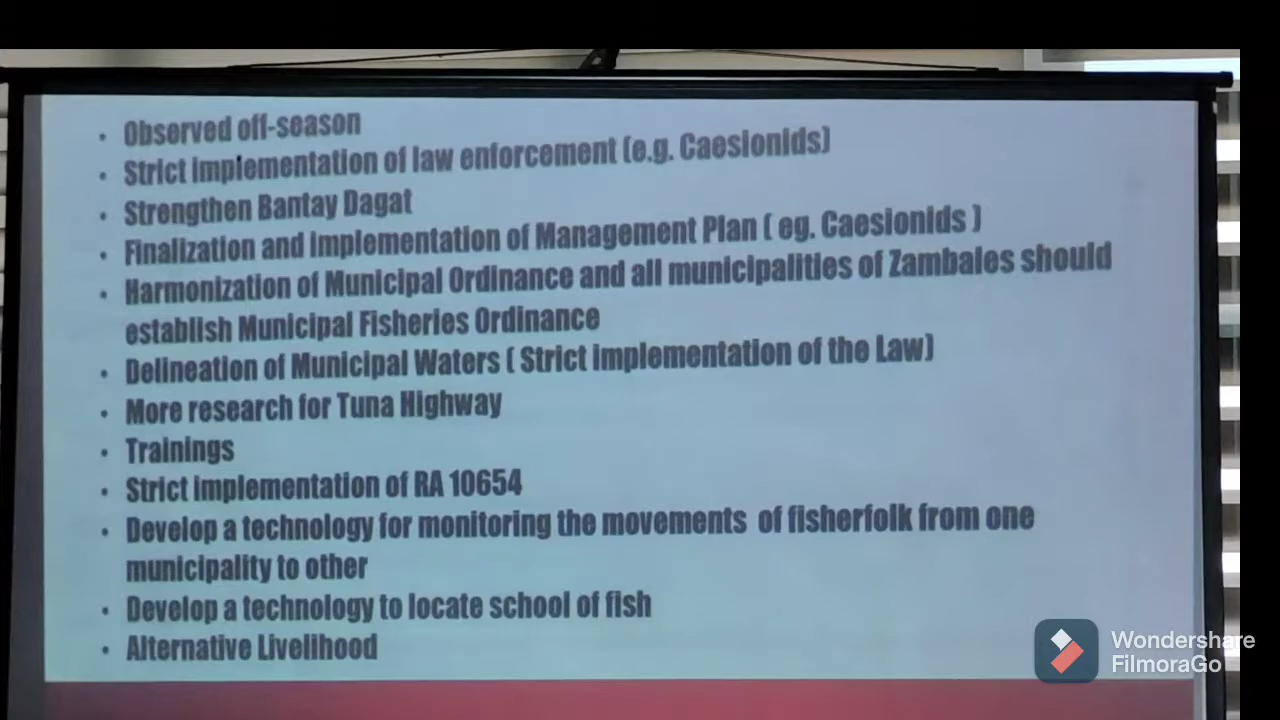 • Observed off-season
• Strict implementation of law enforcement (e.g. Caesionids)
• Strengthen Bantay Dagat
• Finalization and Implementation of Management Plan ( eg. Caesionids )
• Harmonization of Municipal Ordinance and all municipalities of Zambales should
establish Municipal Fisheries Ordinance
• Delineation of Municipal Waters ( Strict implementation of the Law)
• More research for Tuna Highway
• Trainings
• Strict implementation of RA 10654
• Develop a technology for monitoring the movements of fisherfolk from one
municipality to other
• Develop a technology to locate school of fish
• Alternative Livelihood
Wondershare
FilmoraGo